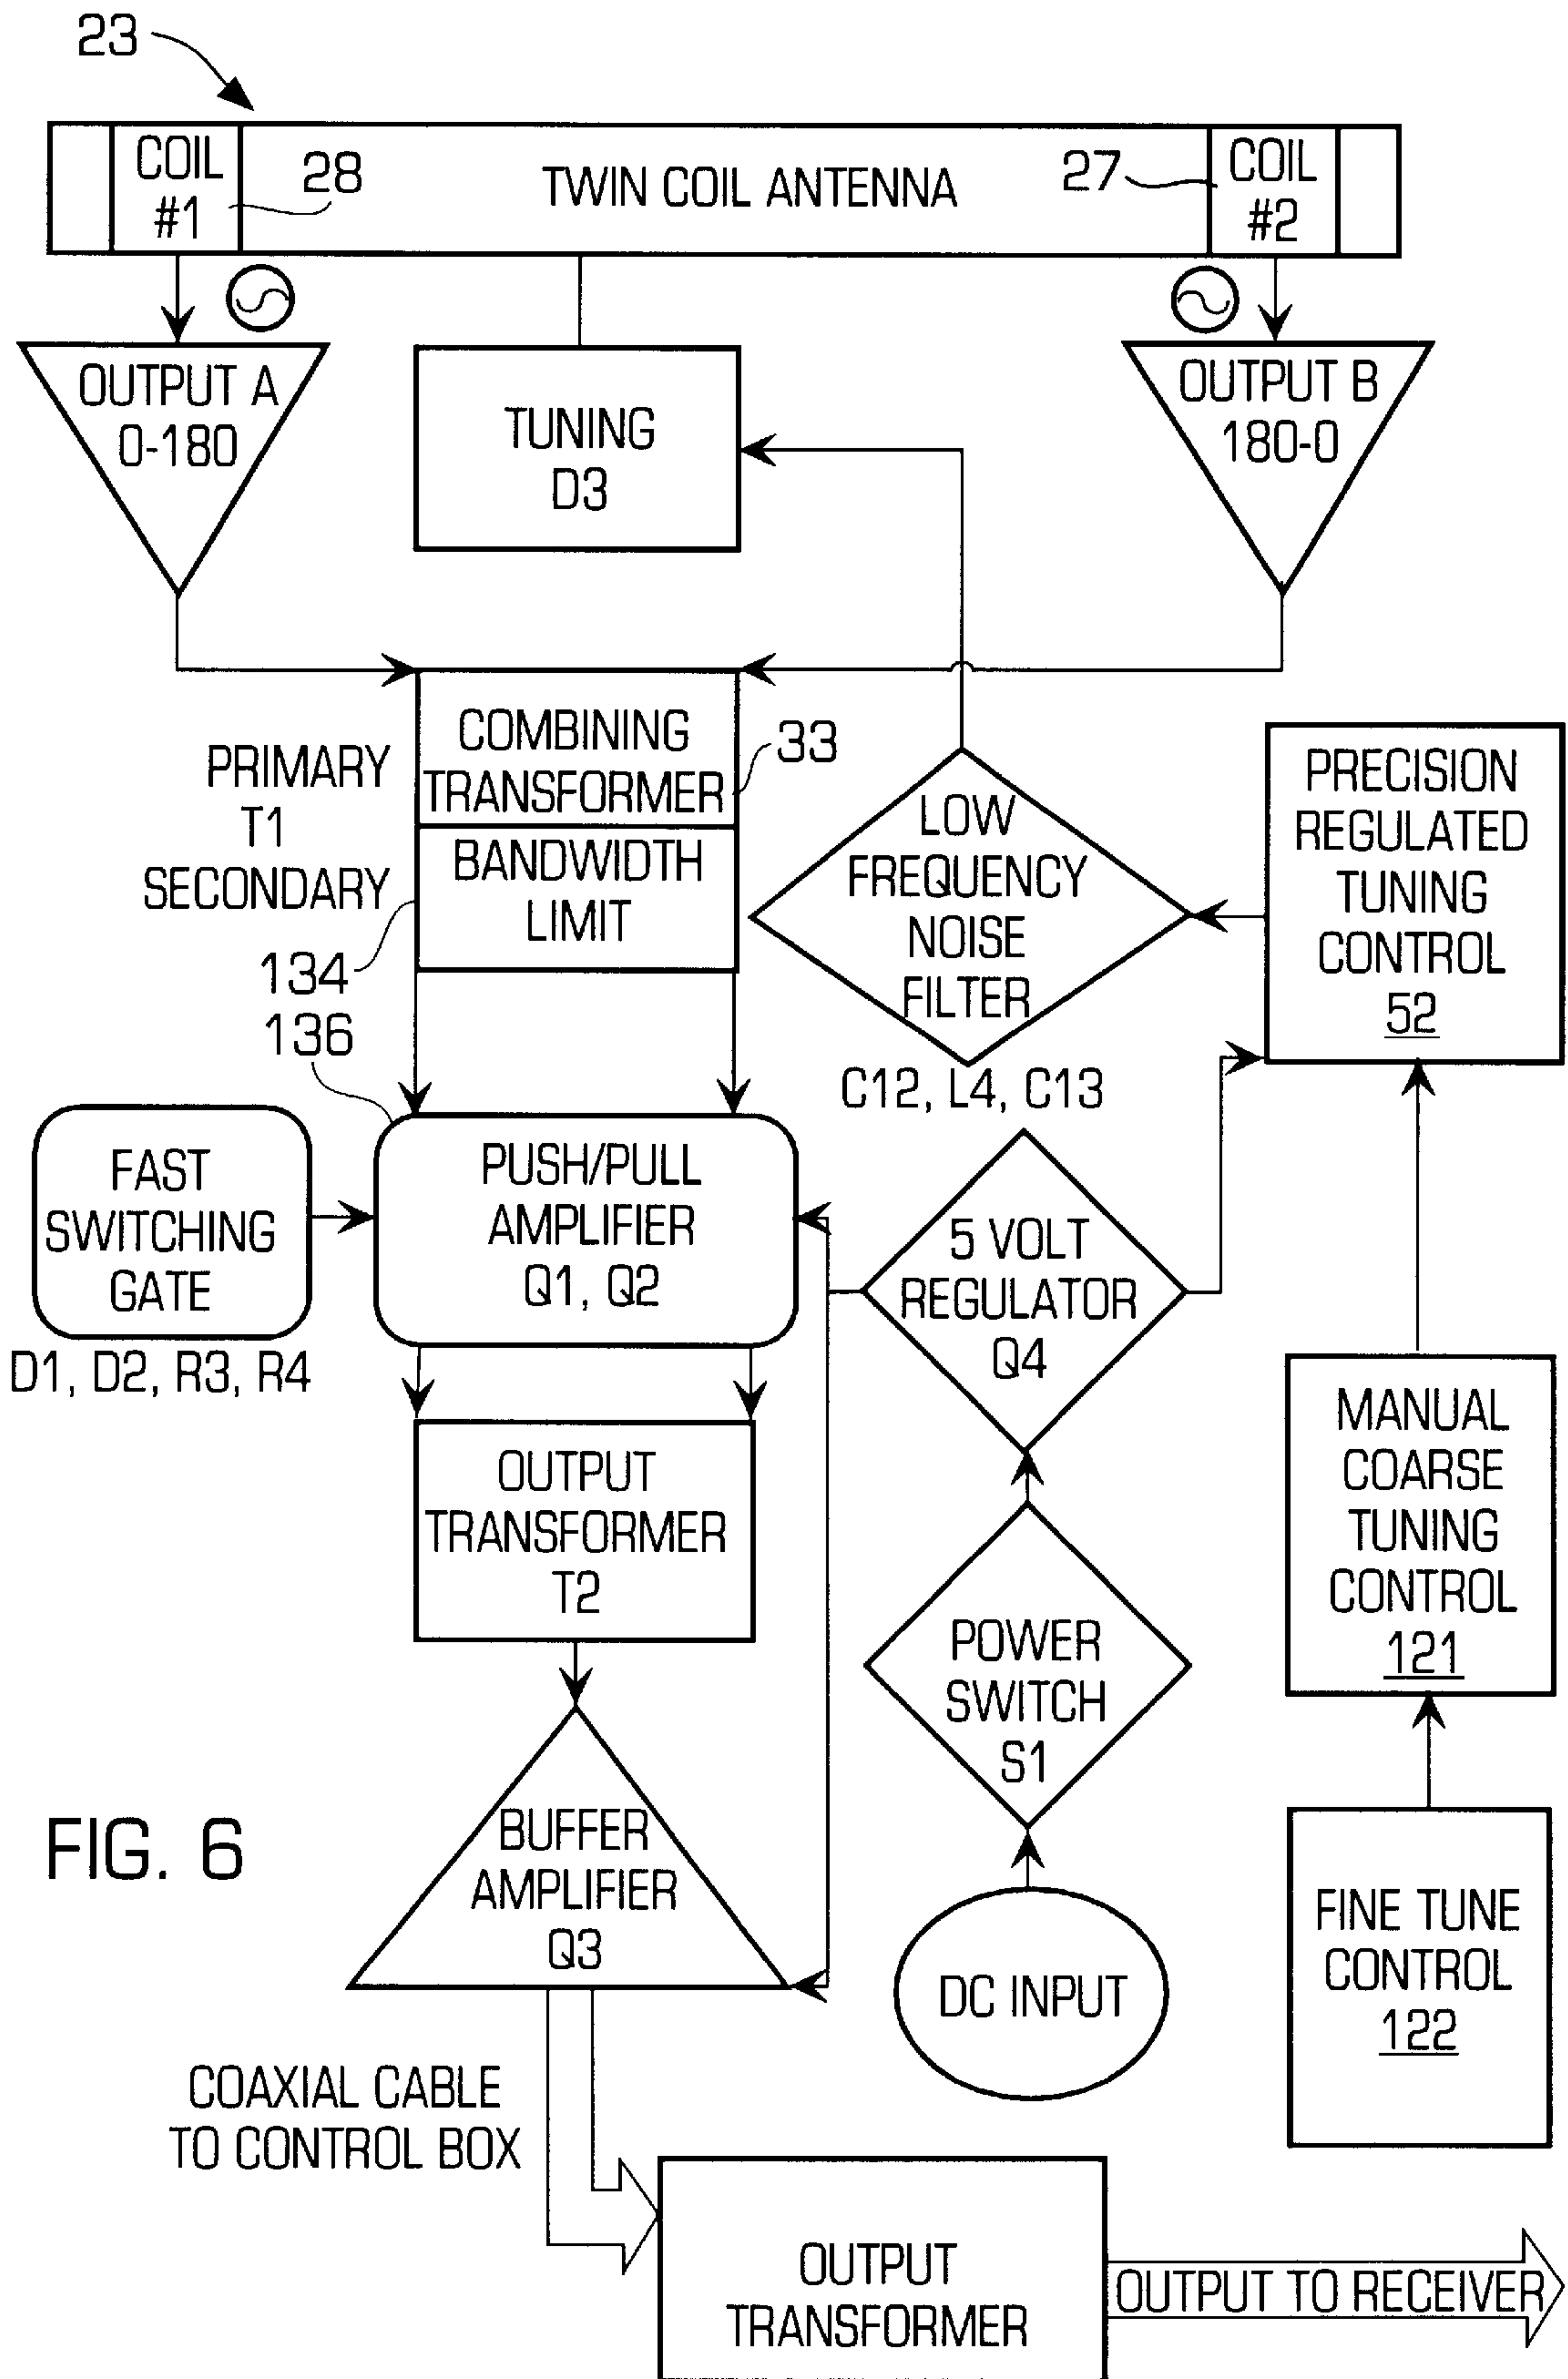 23
COIL
#1
28
TWIN COIL ANTENNA
27
COIL
#2
OUTPUT A
0-180
TUNING
D3
OUTPUT B
180-0
PRIMARY
T1
SECONDARY
COMBINING
TRANSFORMER
33
BANDWIDTH
LIMIT
134
136
LOW
FREQUENCY
NOISE
FILTER
C12, L4, C13
PRECISION
REGULATED
TUNING
CONTROL
52
FAST
SWITCHING
GATE
D1, D2, R3, R4
PUSH/PULL
AMPLIFIER
Q1, Q2
5 VOLT
REGULATOR
Q4
OUTPUT
TRANSFORMER
T2
MANUAL
COARSE
TUNING
CONTROL
121
POWER
SWITCH
S1
FIG. 6
BUFFER
AMPLIFIER
Q3
DC INPUT
FINE TUNE
CONTROL
122
COAXIAL CABLE
TO CONTROL BOX
OUTPUT
TRANSFORMER
OUTPUT TO RECEIVER